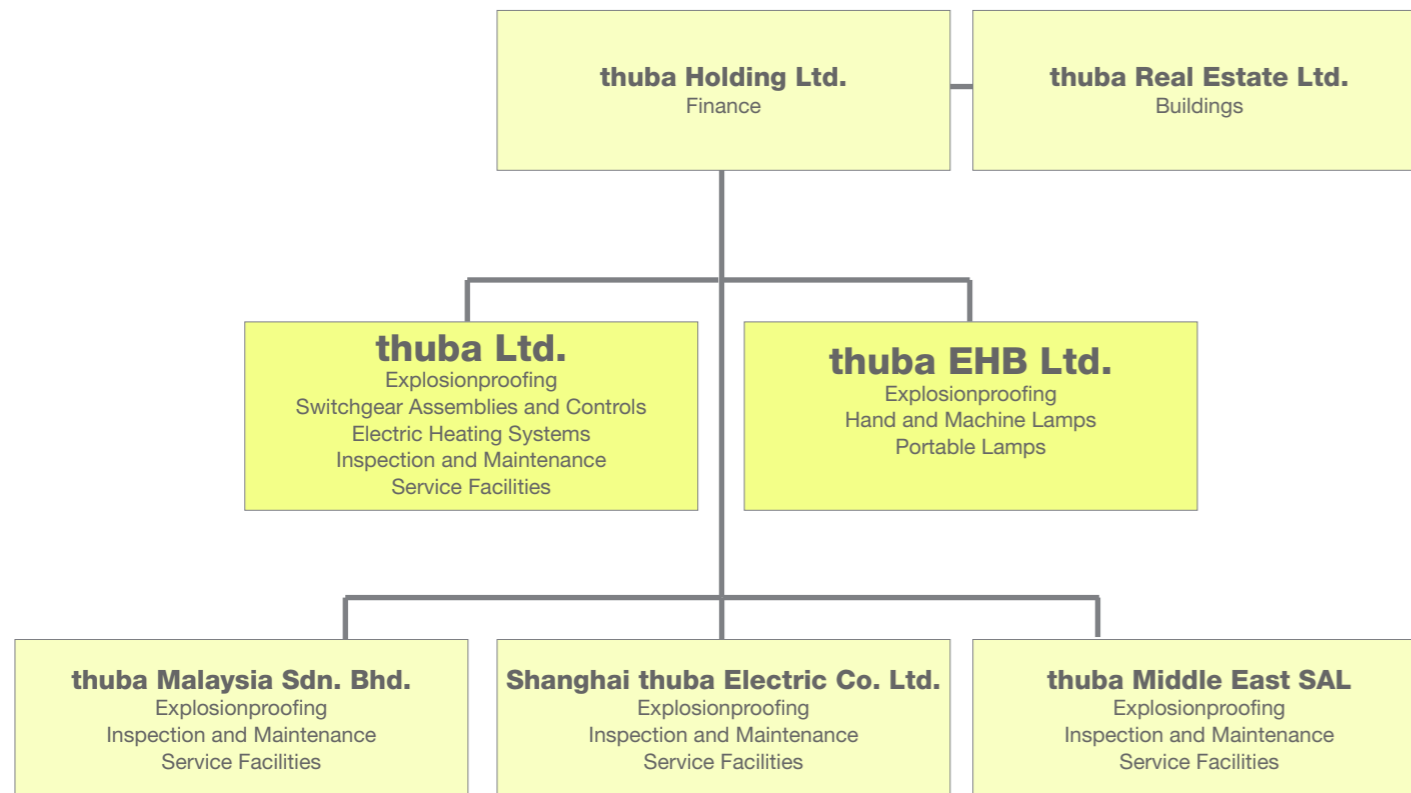 thuba Holding Ltd.
Finance
thuba Real Estate Ltd.
Buildings
thuba Ltd.
Explosionproofing
Switchgear Assemblies and Controls
Electric Heating Systems
Inspection and Maintenance
Service Facilities
thuba EHB Ltd.
Explosionproofing
Hand and Machine Lamps
Portable Lamps
thuba Malaysia Sdn. Bhd.
Explosionproofing
Inspection and Maintenance
Service Facilities
Shanghai thuba Electric Co. Ltd.
Explosionproofing
Inspection and Maintenance
Service Facilities
thuba Middle East SAL
Explosionproofing
Inspection and Maintenance
Service Facilities